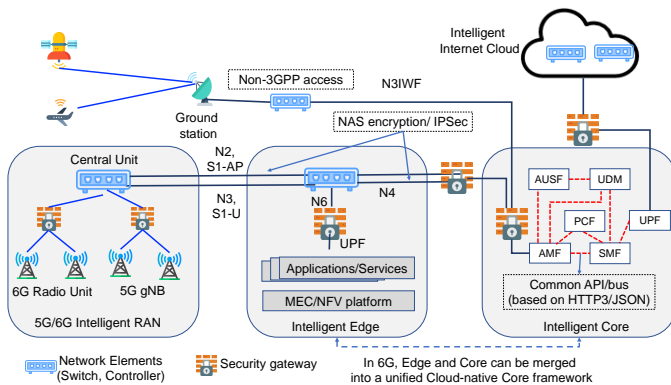 Intelligent
Internet Cloud
Non-3GPP access
N3IWF
Ground
station
NAS encryption/ IPSec
N2,
S1-AP
Central Unit
N3,
S1-U
N6
N4
UPF
AUSF
UDM
PCF
UPF
AMF
SMF
6G Radio Unit
5G gNB
Applications/Services
MEC/NFV platform
Common API/bus
(based on HTTP3/JSON)
5G/6G Intelligent RAN
Intelligent Edge
Intelligent Core
Network Elements
(Switch, Controller)
Security gateway
In 6G, Edge and Core can be merged
into a unified Cloud-native Core framework